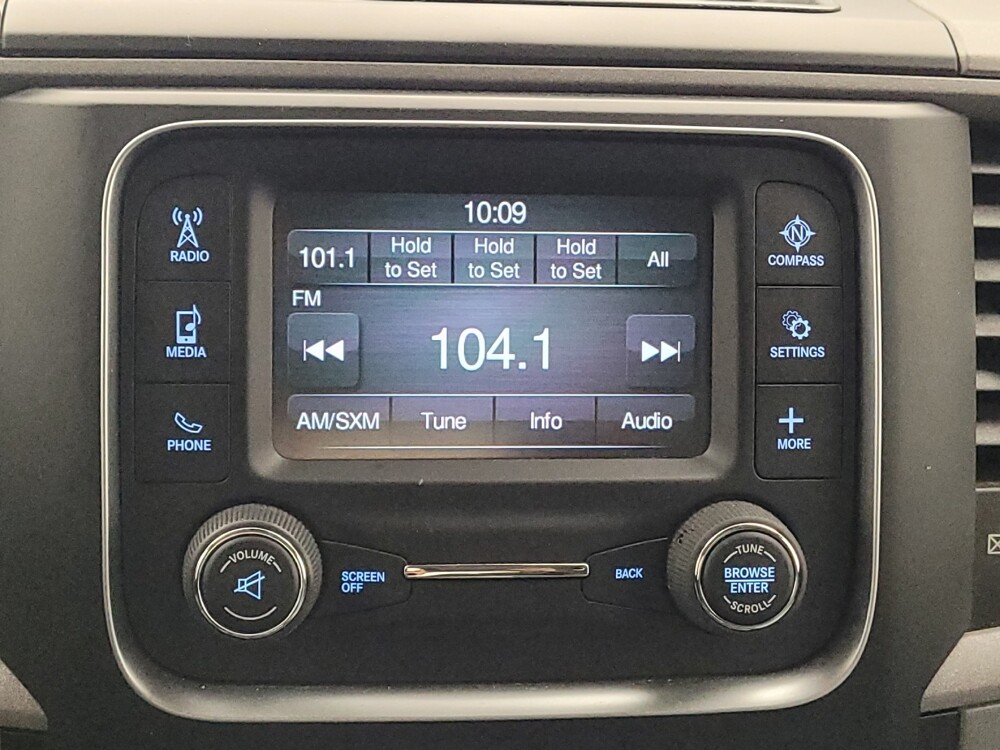 10:09
101.1
Hold
to Set
Hold
to Set
Hold
to Set
All
FM
104.1
AM/SXM
Tune
Info
Audio
RADIO
MEDIA
PHONE
N
COMPASS
SETTINGS
MORE
VOLUME
SCREEN
OFF
BACK
TUNE
BROWSE
ENTER
SCROLL